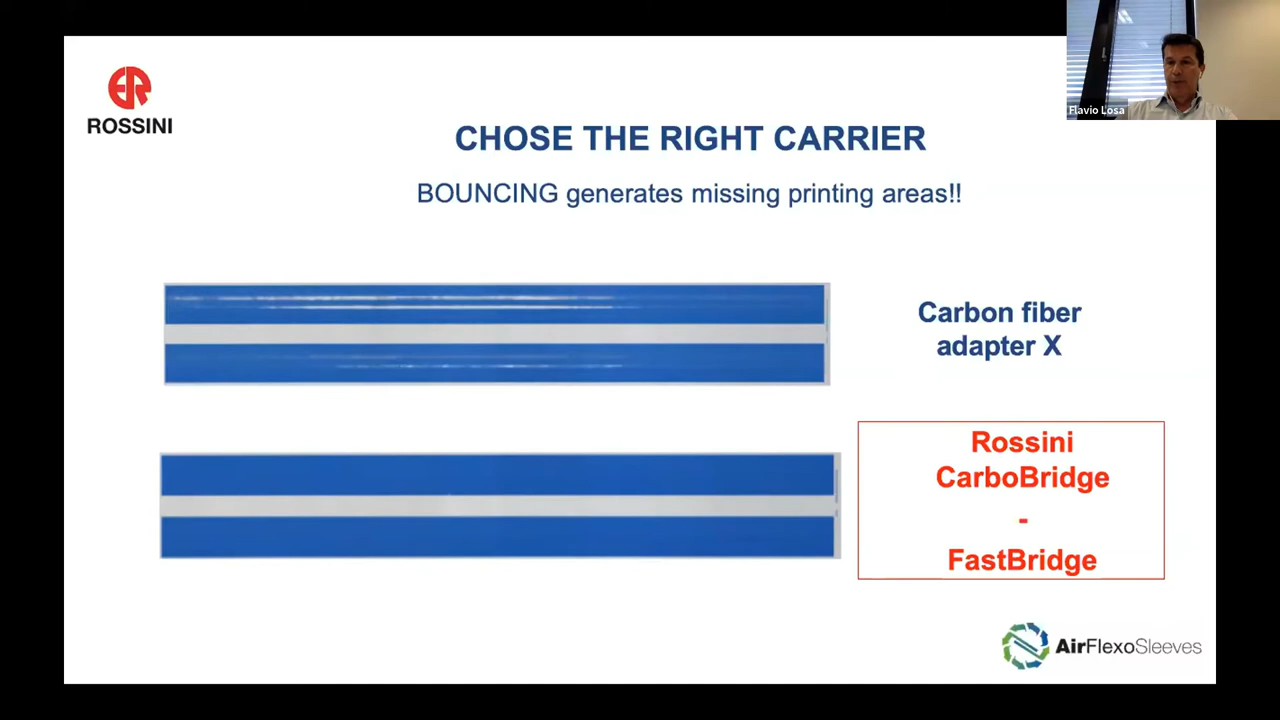 ROSSINI
Flavio Losa
CHOSE THE RIGHT CARRIER
BOUNCING generates missing printing areas!!
Carbon fiber
adapter X
Rossini
CarboBridge
-
FastBridge
AirFlexoSleeves